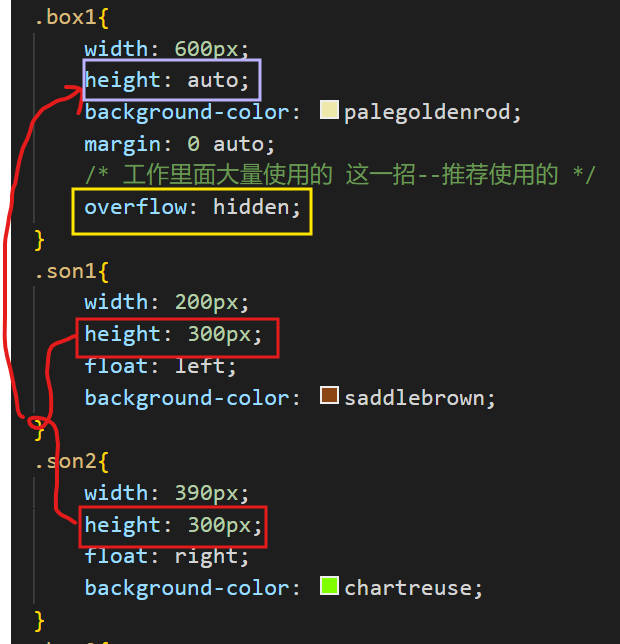 .box1{
width: 600px;
height: auto;
background-color: palegoldenrod;
margin: 0 auto;
/* 工作里面大量使用的 这一招--推荐使用的 */
overflow: hidden;
}
.son1{
width: 200px;
height: 300px;
float: left;
background-color: saddlebrown;
}
.son2{
width: 390px;
height: 300px;
float: right;
background-color: chartreuse;
}